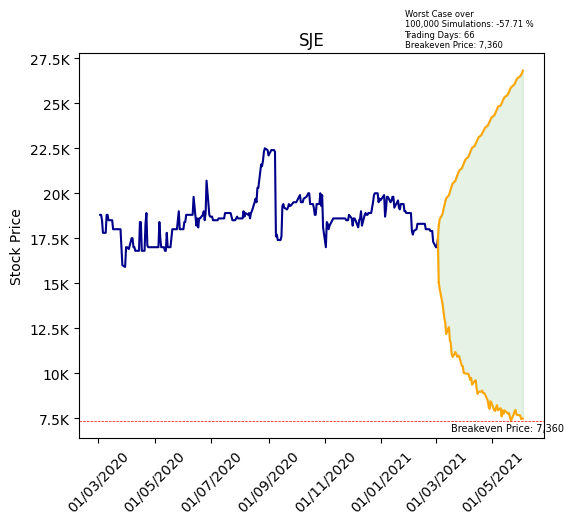 Worst Case over
100,000 Simulations: -57.71 %
Trading Days: 66
Breakeven Price: 7,360
SJE
Stock Price
27.5K
25K
22.5K
20K
17.5K
15K
12.5K
10K
7.5K
Breakeven Price: 7,360
01/03/2020
01/05/2020
01/07/2020
01/09/2020
01/11/2020
01/01/2021
01/03/2021
01/05/2021